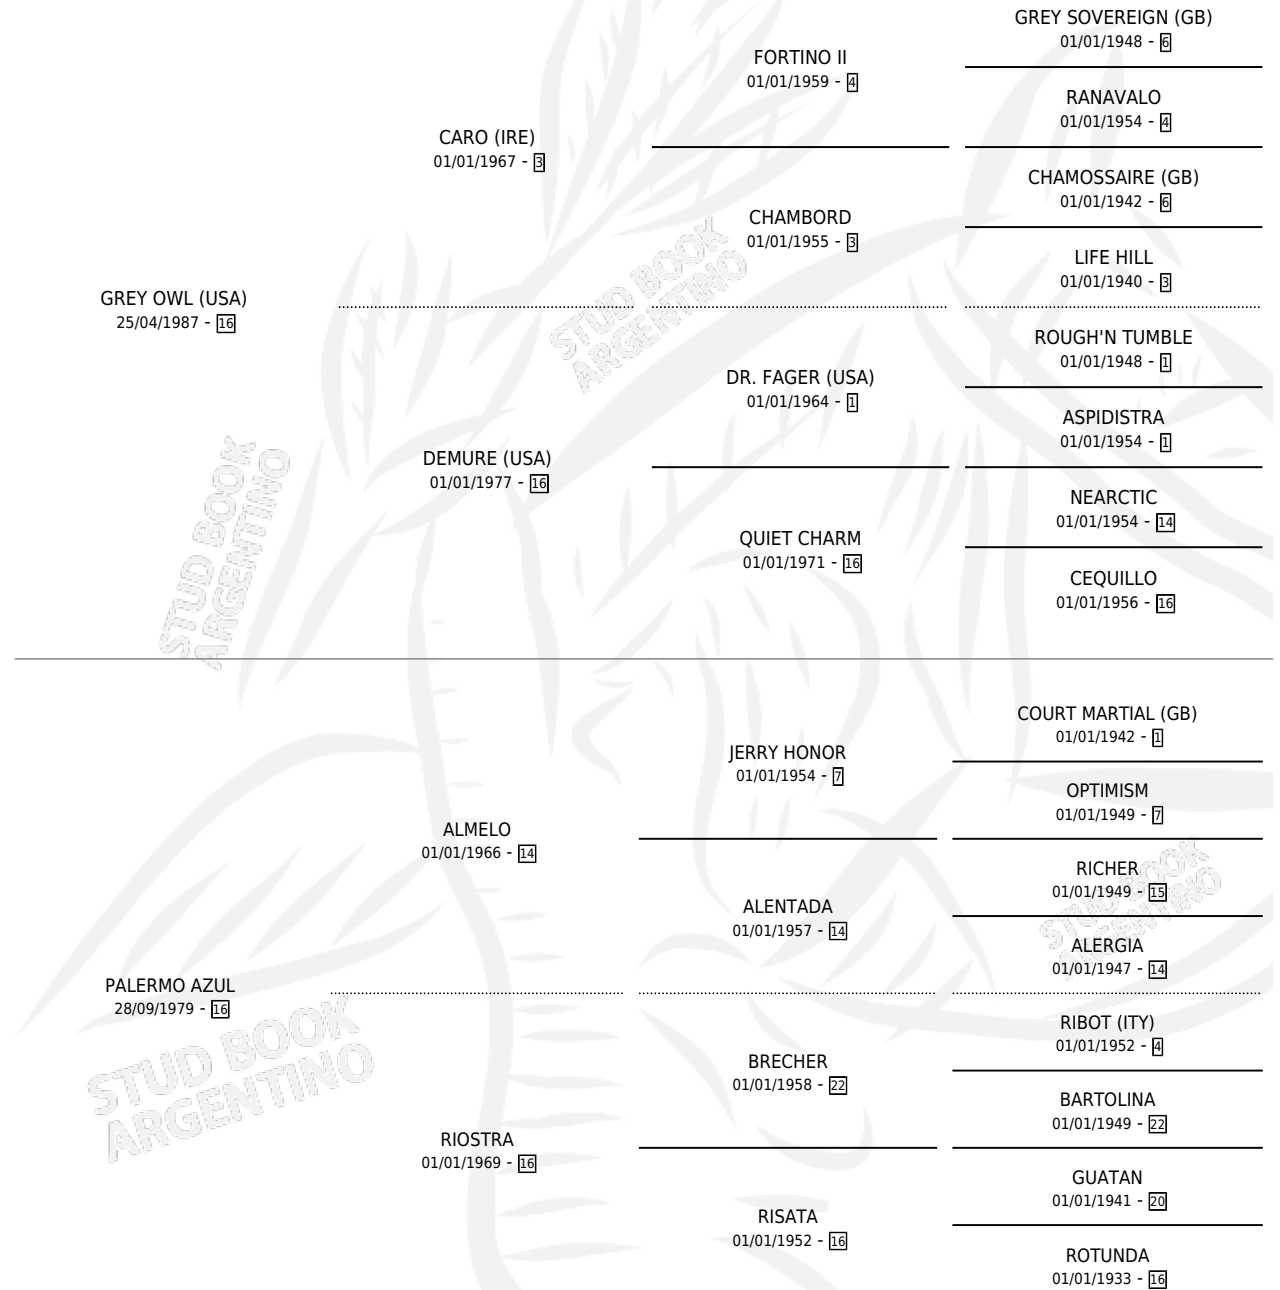 GREY SOVEREIGN (GB)
01/01/1948 - 6
FORTINO II
01/01/1959 - 4
RANAVALO
01/01/1954 - 4
CARO (IRE)
01/01/1967 - 3
CHAMOSSAIRE (GB)
01/01/1942 - 6
CHAMBORD
01/01/1955 - 3
LIFE HILL
01/01/1940 - 3
GREY OWL (USA)
25/04/1987 - 16
ROUGH'N TUMBLE
01/01/1948 - 1
DR. FAGER (USA)
01/01/1964 - 1
ASPIDISTRA
01/01/1954 - 1
DEMURE (USA)
01/01/1977 - 16
NEARCTIC
01/01/1954 - 14
QUIET CHARM
01/01/1971 - 16
CEQUILLO
01/01/1956 - 16
COURT MARTIAL (GB)
01/01/1942 - 1
JERRY HONOR
01/01/1954 - 7
OPTIMISM
01/01/1949 - 7
ALMELO
01/01/1966 - 14
RICHER
01/01/1949 - 15
ALENTADA
01/01/1957 - 14
ALERGIA
01/01/1947 - 14
PALERMO AZUL
28/09/1979 - 16
RIBOT (ITY)
01/01/1952 - 4
BRECHER
01/01/1958 - 22
BARTOLINA
01/01/1949 - 22
RIOSTRA
01/01/1969 - 16
GUATAN
01/01/1941 - 20
RISATA
01/01/1952 - 16
ROTUNDA
01/01/1933 - 16
STUD BOOK
ARGENTINO
STUD BOOK
ARGENTINO
STUD BOOK
ARGENTINO
STUD BOOK
ARGENTINO